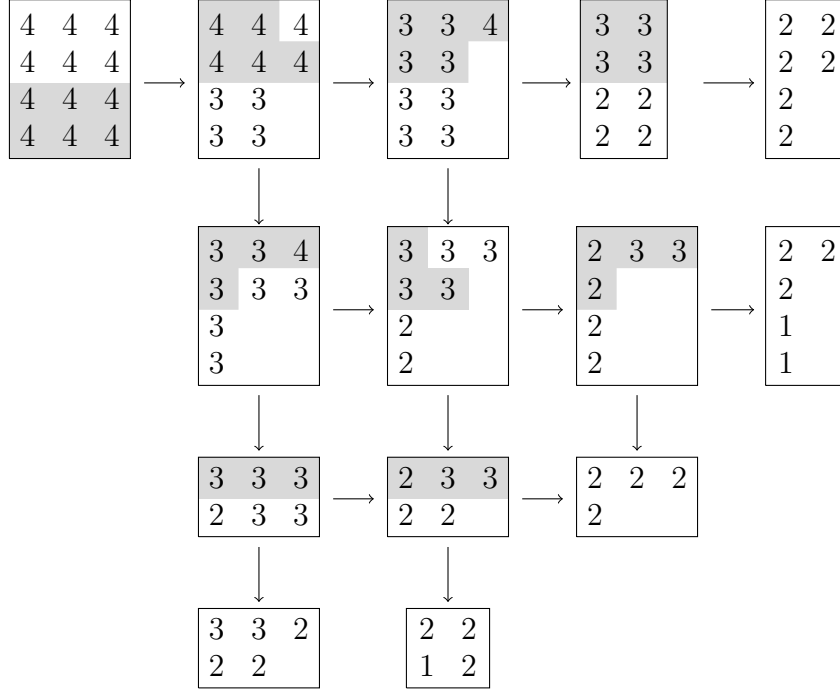 4 4 4 4 4 4 3 3 4 3 3 2 2
4 4 4 4 4 4 3 3 3 3 2 2
4 4 4 3 3 3 3 2 2 2
4 4 4 3 3 3 3 2 2 2
3 3 4 3 3 3 2 3 3 2 2
3 3 3 3 3 2 2
3 2 2 1
3 2 2 1
3 3 3 2 3 3 2 2 2
2 3 3 2 2 2
3 3 2 2 2
2 2 1 2